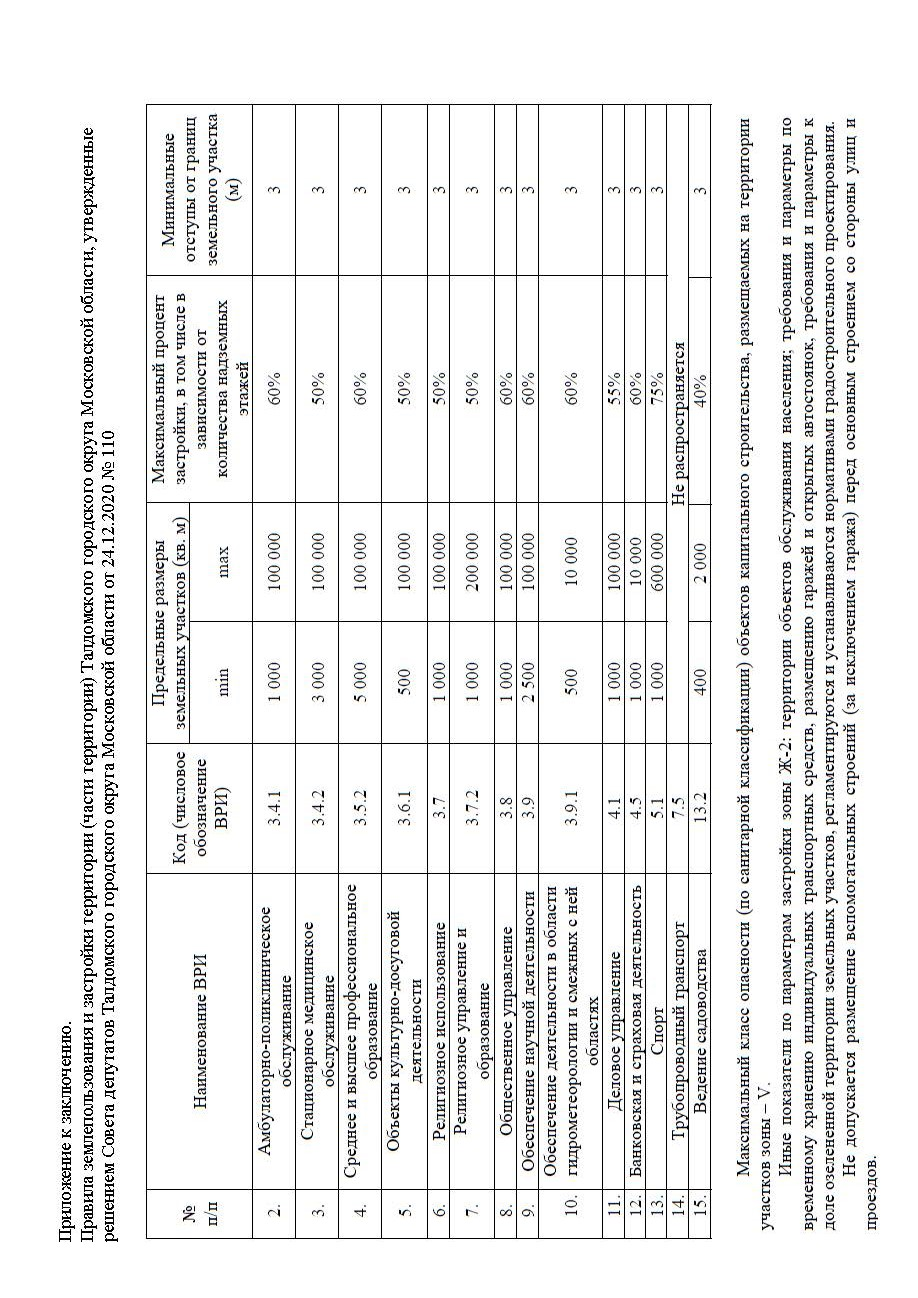 Приложение к заключению.
Правила землепользования и застройки территории (части территории) Талдомского городского округа Московской области, утвержденные
решением Совета депутатов Талдомского городского округа Московской области от 24.12.2020 № 110
№ п/п | Наименование ВРИ | Код (числовое обозначение ВРИ) | Предельные размеры земельных участков (кв. м) min | max | Максимальный процент застройки, в том числе в зависимости от количества надземных этажей | Минимальные отступы от границ земельного участка (м)
2. | Амбулаторно-поликлиническое обслуживание | 3.4.1 | 1 000 | 100 000 | 60% | 3
3. | Стационарное медицинское обслуживание | 3.4.2 | 3 000 | 100 000 | 50% | 3
4. | Среднее и высшее профессиональное образование | 3.5.2 | 5 000 | 100 000 | 60% | 3
5. | Объекты культурно-досуговой деятельности | 3.6.1 | 500 | 100 000 | 50% | 3
6. | Религиозное использование | 3.7 | 1 000 | 100 000 | 50% | 3
7. | Религиозное управление и образование | 3.7.2 | 1 000 | 200 000 | 50% | 3
8. | Общественное управление | 3.8 | 1 000 | 100 000 | 60% | 3
9. | Обеспечение научной деятельности | 3.9 | 2 500 | 100 000 | 60% | 3
10. | Обеспечение деятельности в области гидрометеорологии и смежных с ней областях | 3.9.1 | 500 | 10 000 | 60% | 3
11. | Деловое управление | 4.1 | 1 000 | 100 000 | 55% | 3
12. | Банковская и страховая деятельность | 4.5 | 1 000 | 10 000 | 60% | 3
13. | Спорт | 5.1 | 1 000 | 600 000 | 75% | 3
14. | Трубопроводный транспорт | 7.5 | Не распространяется
15. | Ведение садоводства | 13.2 | 400 | 2 000 | 40% | 3
Максимальный класс опасности (по санитарной классификации) объектов капитального строительства, размещаемых на территории
участков зоны – V.
Иные показатели по параметрам застройки зоны Ж-2: территории объектов обслуживания населения; требования и параметры по
временному хранению индивидуальных транспортных средств, размещению гаражей и открытых автостоянок, требования и параметры к
доле озелененной территории земельных участков, регламентируются и устанавливаются нормативами градостроительного проектирования.
Не допускается размещение вспомогательных строений (за исключением гаража) перед основным строением со стороны улиц и
проездов.